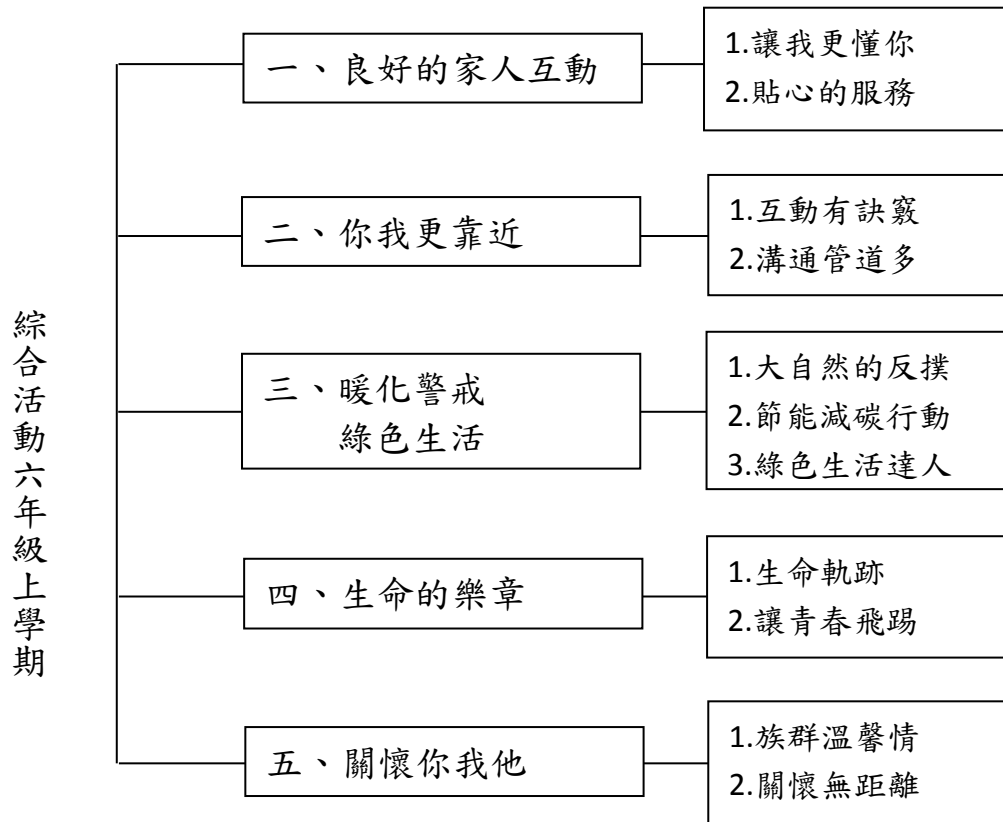 綜合活動六年級上學期
一、良好的家人互動
1.讓我更懂你
2.貼心的服務
二、你我更靠近
1.互動有訣竅
2.溝通管道多
三、暖化警戒
綠色生活
1.大自然的反撲
2.節能減碳行動
3.綠色生活達人
四、生命的樂章
1.生命軌跡
2.讓青春飛踢
五、關懷你我他
1.族群溫馨情
2.關懷無距離